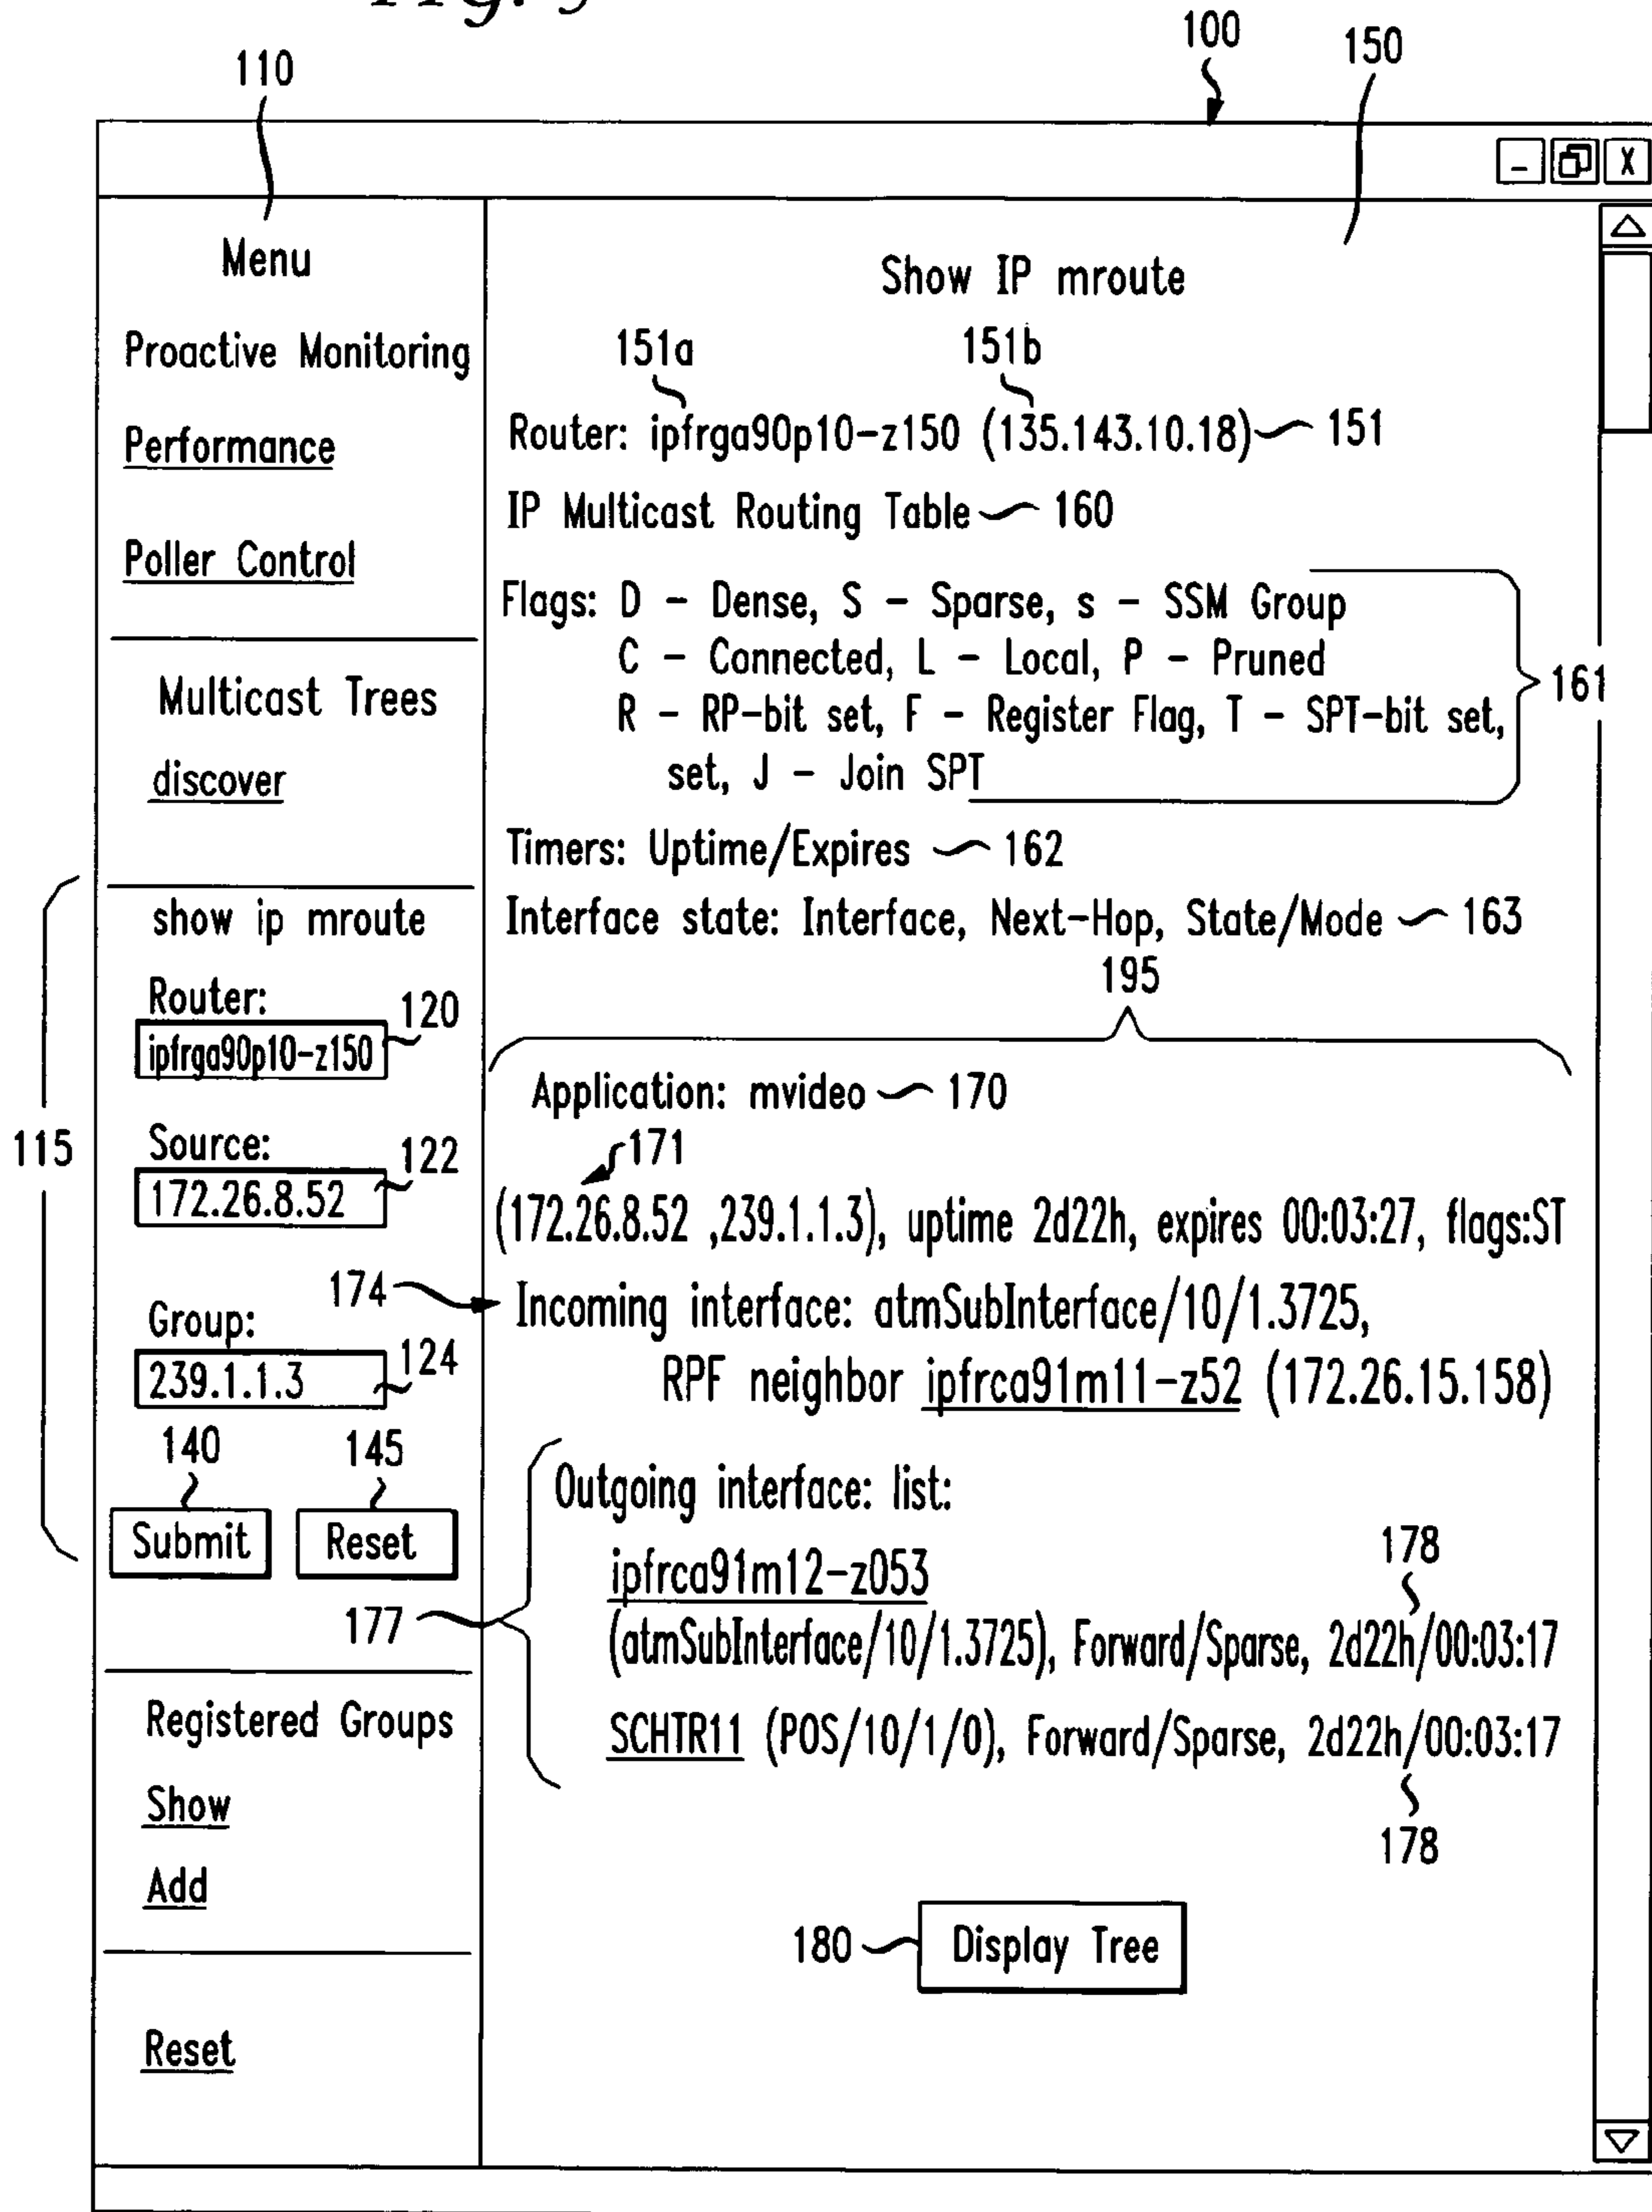 100
150
110
Menu
Proactive Monitoring
Performance
Poller Control
Multicast Trees
discover
115
show ip mroute
Router:
120
ipfrga90p10-z150
Source:
122
172.26.8.52
Group:
124
239.1.1.3
140 145
Submit Reset
Registered Groups
Show
Add
Reset
_ X
Show IP mroute
151a 151b
Router: ipfrga90p10-z150 (135.143.10.18) 151
IP Multicast Routing Table 160
Flags: D - Dense, S - Sparse, s - SSM Group
C - Connected, L - Local, P - Pruned
R - RP-bit set, F - Register Flag, T - SPT-bit set,
set, J - Join SPT
161
Timers: Uptime/Expires 162
Interface state: Interface, Next-Hop, State/Mode 163
195
Application: mvideo 170
171
(172.26.8.52 ,239.1.1.3), uptime 2d22h, expires 00:03:27, flags:ST
174 Incoming interface: atmSubInterface/10/1.3725,
RPF neighbor ipfrca91m11-z52 (172.26.15.158)
177
Outgoing interface: list:
ipfrca91m12-z053
178
(atmSubInterface/10/1.3725), Forward/Sparse, 2d22h/00:03:17
SCHTR11 (POS/10/1/0), Forward/Sparse, 2d22h/00:03:17
178
180 Display Tree